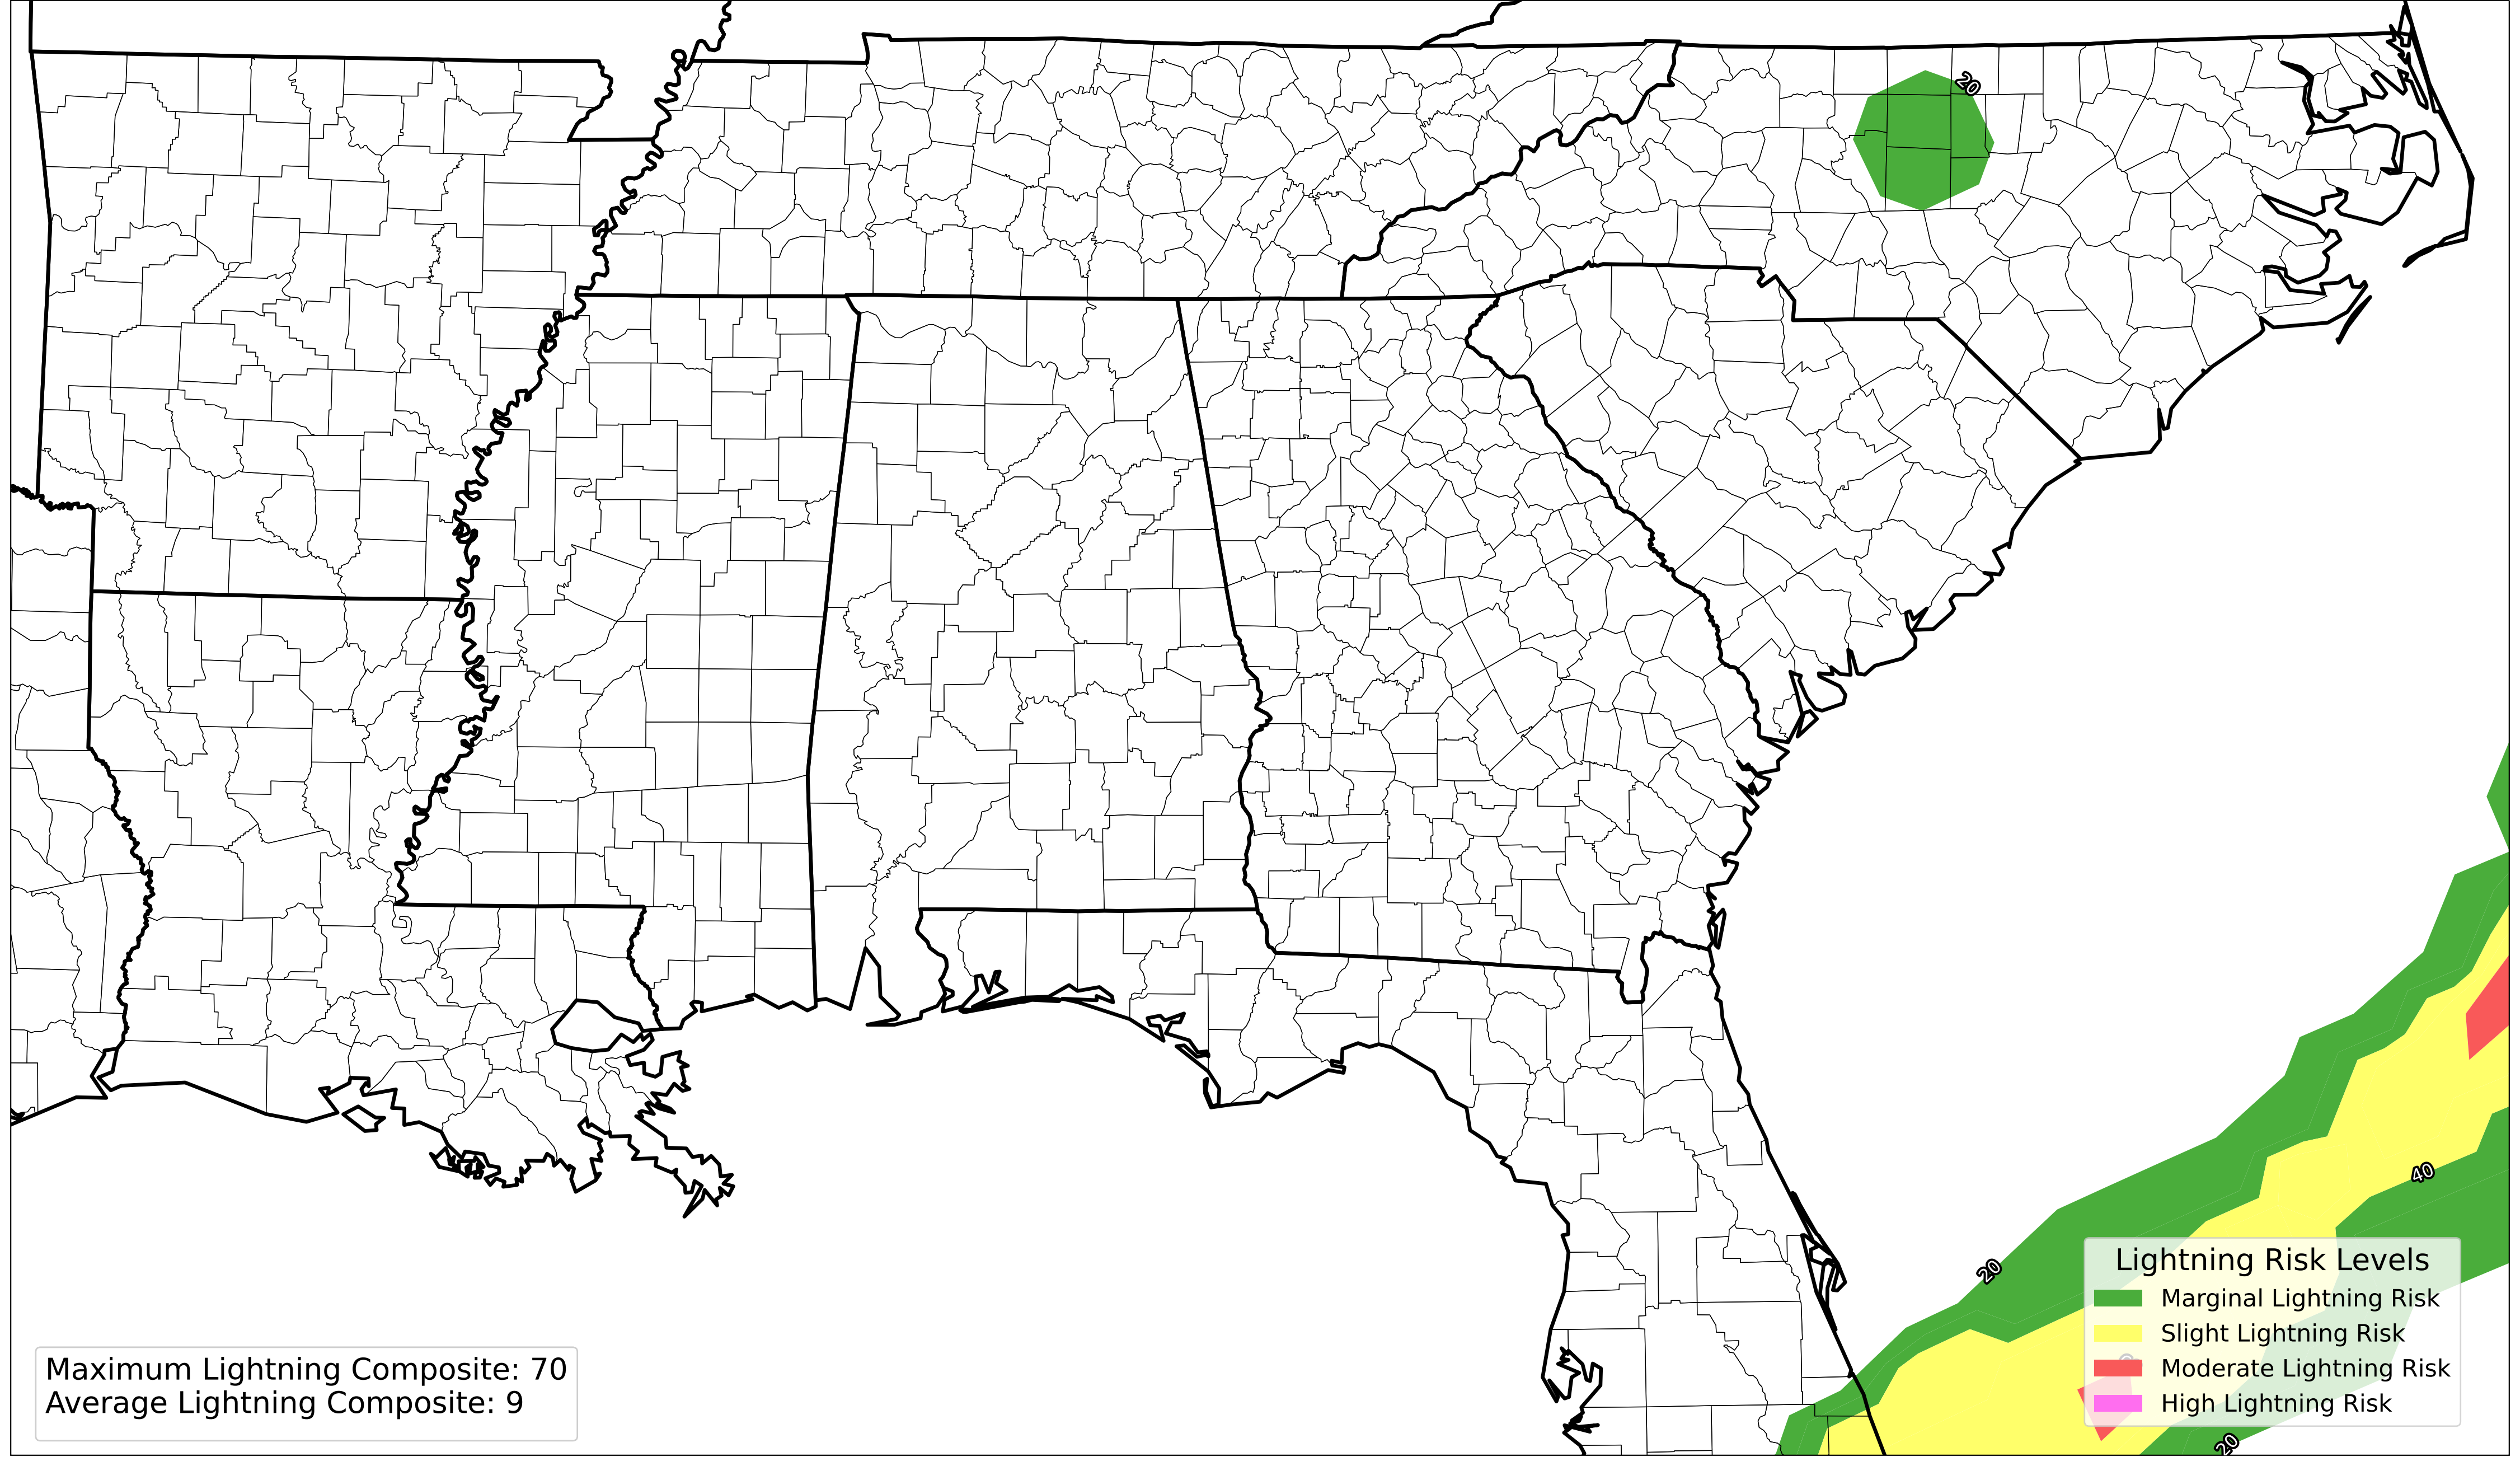 20
40
20
Lightning Risk Levels
Marginal Lightning Risk
Slight Lightning Risk
Moderate Lightning Risk
High Lightning Risk
Maximum Lightning Composite: 70
Average Lightning Composite: 9
20